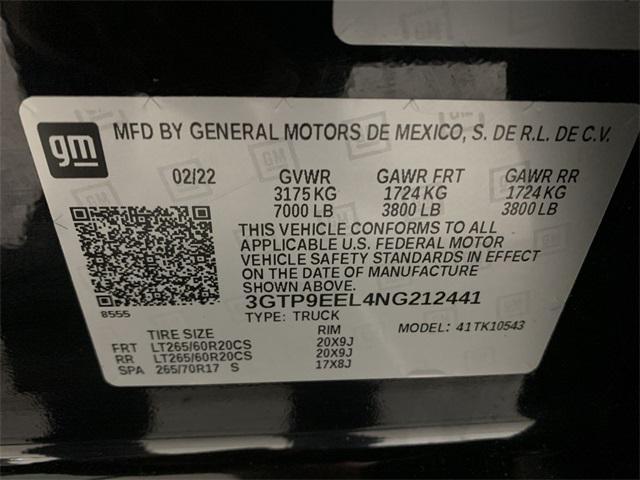 gm
MFD BY GENERAL MOTORS DE MEXICO, S. DE R.L. DE C.V.
02/22 GVWR GAWR FRT GAWR RR
3175 KG 1724 KG 1724 KG
7000 LB 3800 LB 3800 LB
THIS VEHICLE CONFORMS TO ALL
APPLICABLE U.S. FEDERAL MOTOR
VEHICLE SAFETY STANDARDS IN EFFECT
ON THE DATE OF MANUFACTURE
SHOWN ABOVE.
8555 3GTP9EEL4NG212441
TYPE: TRUCK MODEL: 41TK10543
TIRE SIZE RIM
FRT LT265/60R20CS 20X9J
RR LT265/60R20CS 20X9J
SPA 265/70R17 S 17X8J